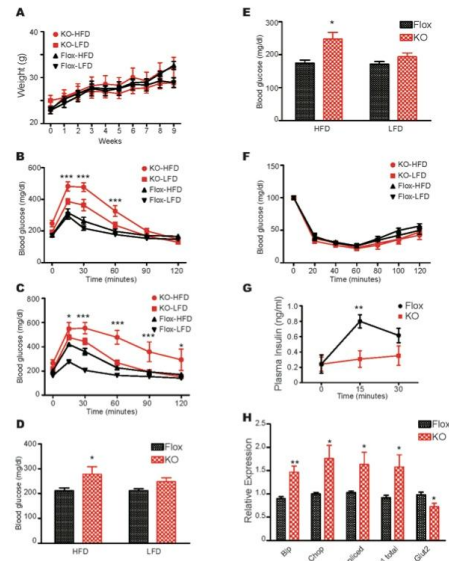 A
KO-HFD
KO-LFD
Flox-HFD
Flox-LFD
Weight (g)
40
30
20
0 1 2 3 4 5 6 7 8 9
Weeks
B
KO-HFD
KO-LFD
Flox-HFD
Flox-LFD
*** ***
***
Blood glucose (mg/dl)
600
400
200
0
0 30 60 90 120
Time (minutes)
C
KO-HFD
KO-LFD
Flox-HFD
Flox-LFD
* ***
***
***
*
Blood glucose (mg/dl)
800
600
400
200
0
0 30 60 90 120
Time (minutes)
D
Flox
KO
*
Blood glucose (mg/dl)
400
300
200
100
0
HFD LFD
E
Flox
KO
*
Blood glucose (mg/dl)
300
200
100
0
HFD LFD
F
KO-HFD
KO-LFD
Flox-HFD
Flox-LFD
Blood glucose (mg/dl)
150
100
50
0
0 20 40 60 80 100 120
Time (minutes)
G
Flox
KO
**
Plasma Insulin (ng/ml)
1.0
0.8
0.6
0.4
0.2
0.0
0 15 30
Time (minutes)
H
Flox
KO
** * * * *
Relative Expression
2.5
2.0
1.5
1.0
0.5
0.0
Bip Chop spliced total Glut2